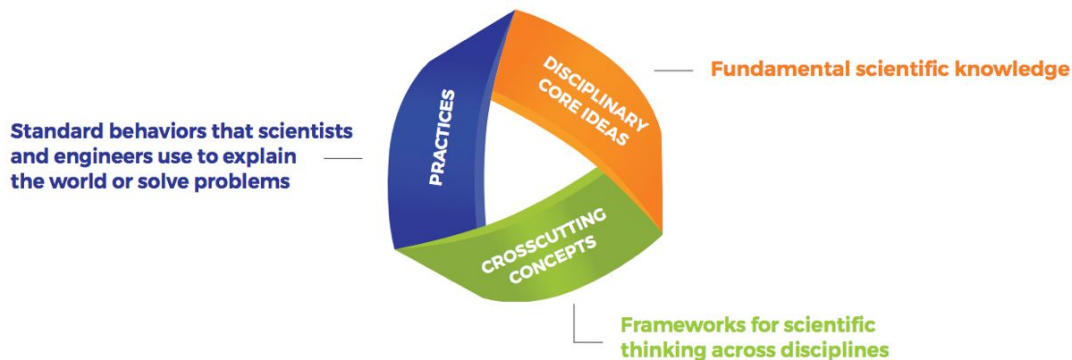 DISCIPLINARY
CORE IDEAS
Fundamental scientific knowledge
PRACTICES
Standard behaviors that scientists
and engineers use to explain
the world or solve problems
CROSSCUTTING
CONCEPTS
Frameworks for scientific
thinking across disciplines